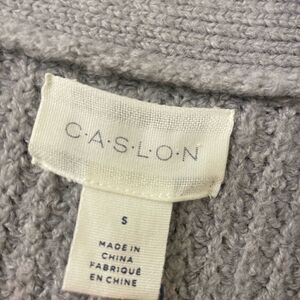 C·A·S·L·O·N
S
MADE IN
CHINA
FABRIQUÉ
EN CHINE